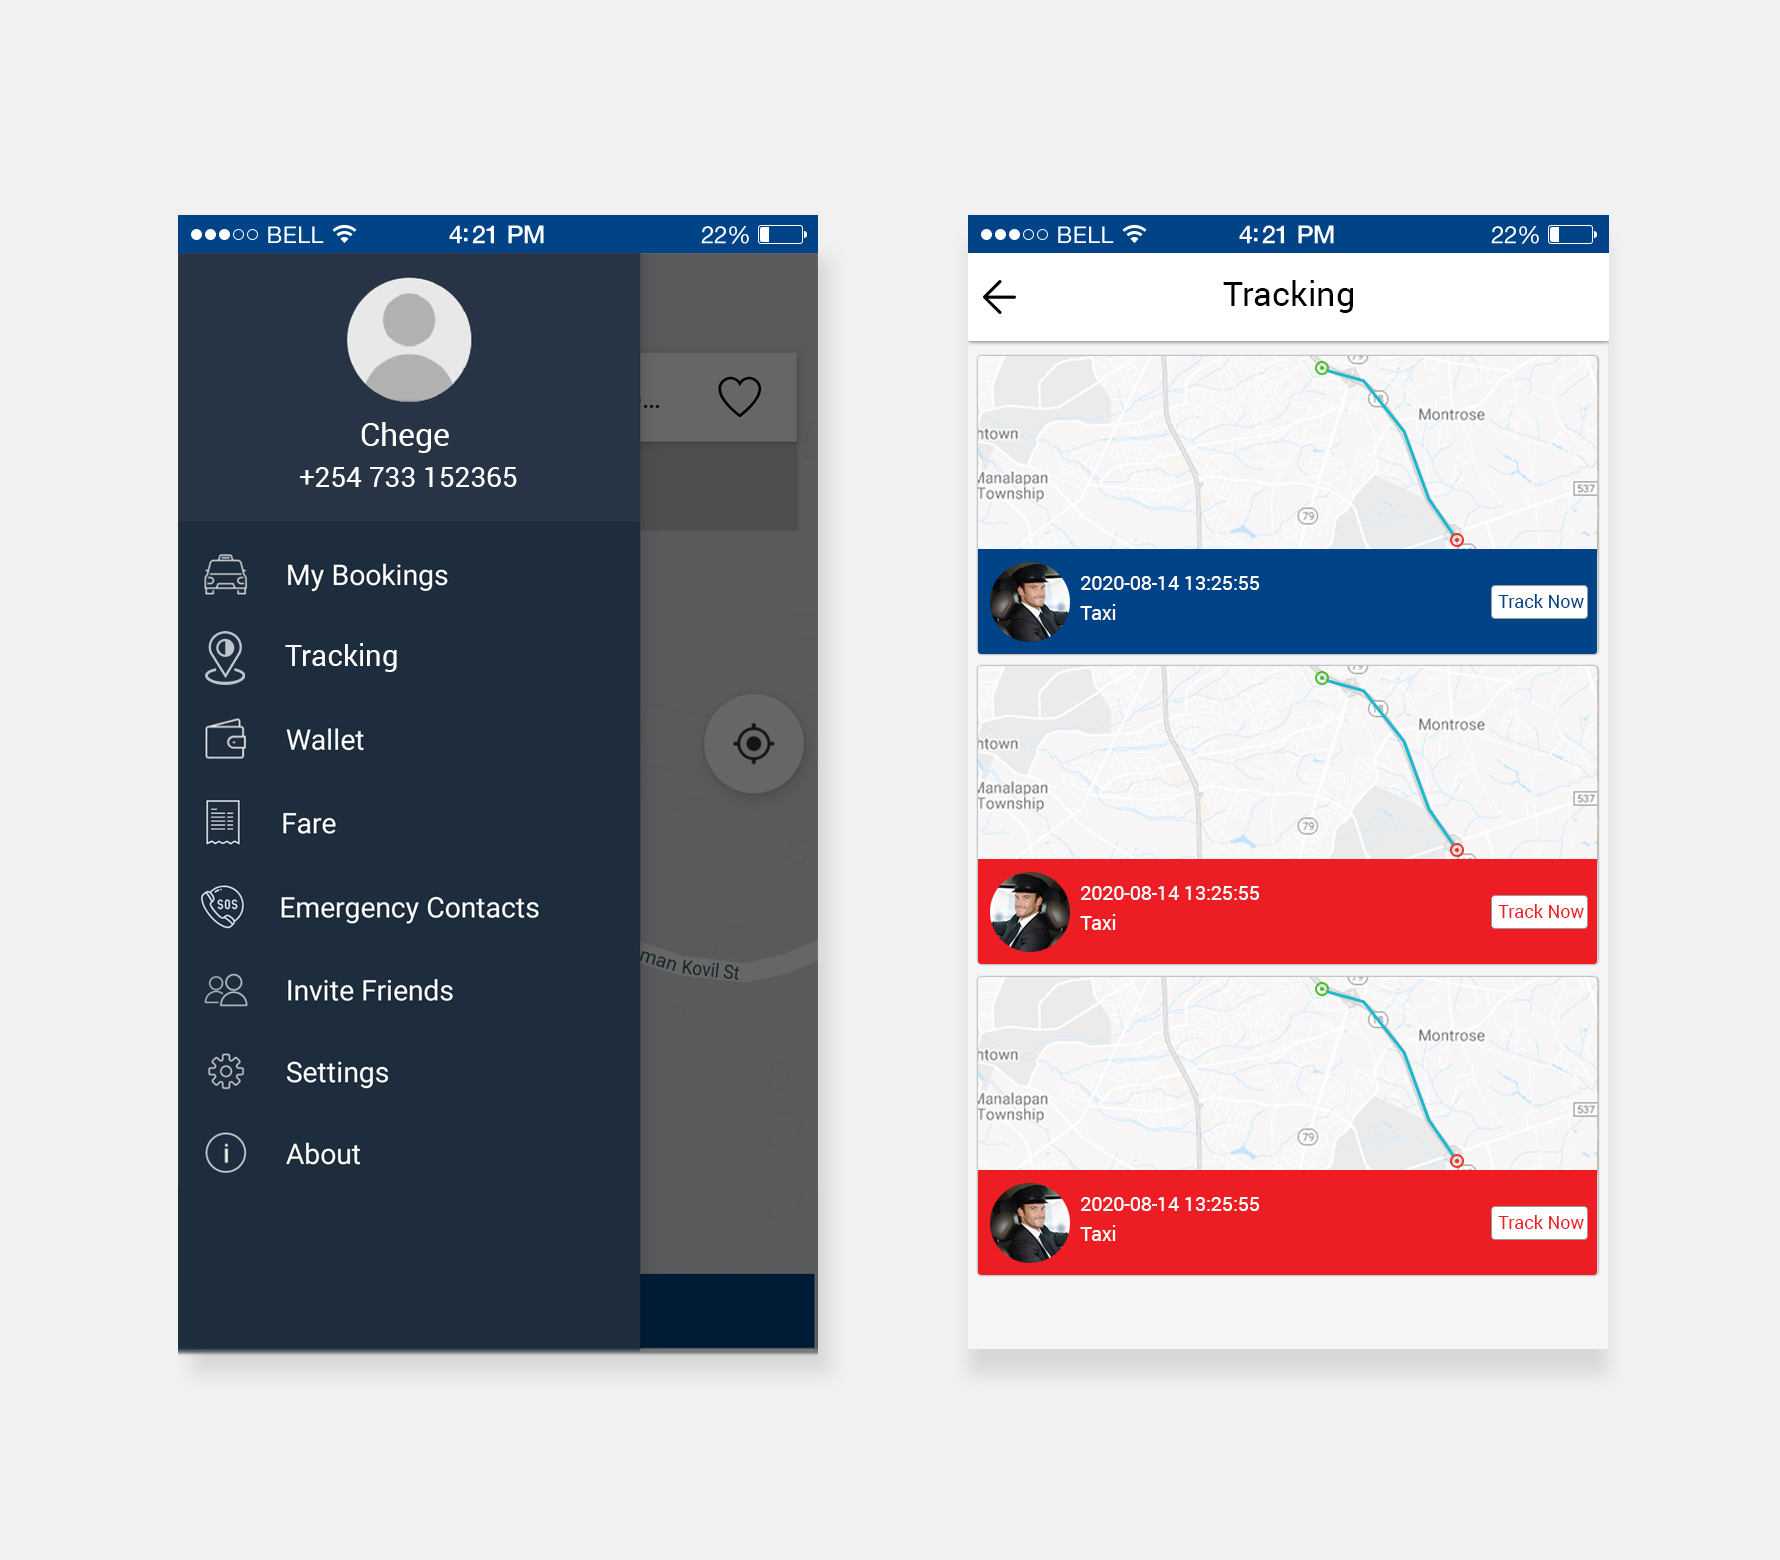 BELL 4:21 PM 22%
Chege
+254 733 152365
My Bookings
Tracking
Wallet
Fare
SOS
Emergency Contacts
Invite Friends
Settings
About
...
man Kovil St
BELL 4:21 PM 22%
Tracking
79
18
Montrose
ntown
Manalapan
Township
537
79
2020-08-14 13:25:55
Taxi
Track Now
79
18
Montrose
ntown
Manalapan
Township
537
79
2020-08-14 13:25:55
Taxi
Track Now
79
18
Montrose
ntown
Manalapan
Township
537
79
2020-08-14 13:25:55
Taxi
Track Now